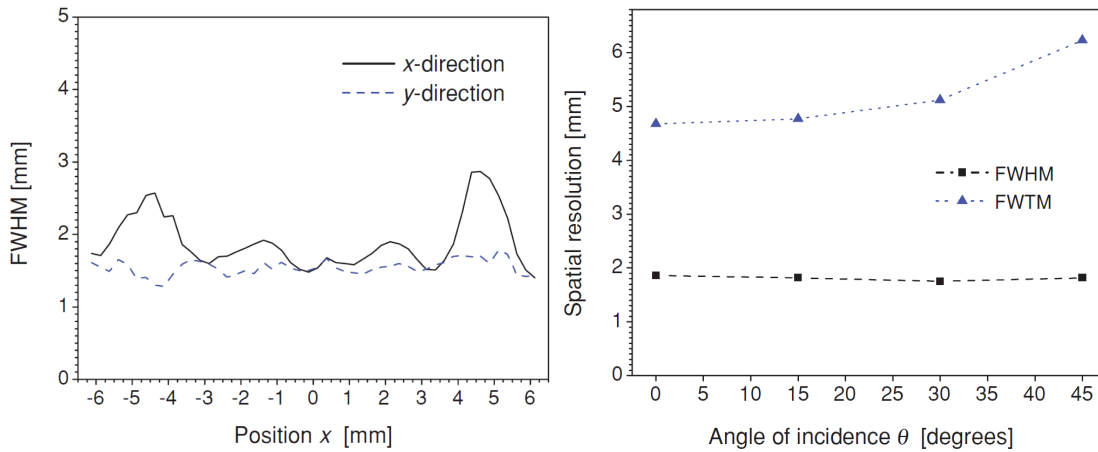 5
4
3
2
1
0
FWHM [mm]
x-direction
y-direction
-6 -5 -4 -3 -2 -1 0 1 2 3 4 5 6
Position x [mm]
6
5
4
3
2
1
0
Spatial resolution [mm]
FWHM
FWTM
0 5 10 15 20 25 30 35 40 45
Angle of incidence θ [degrees]